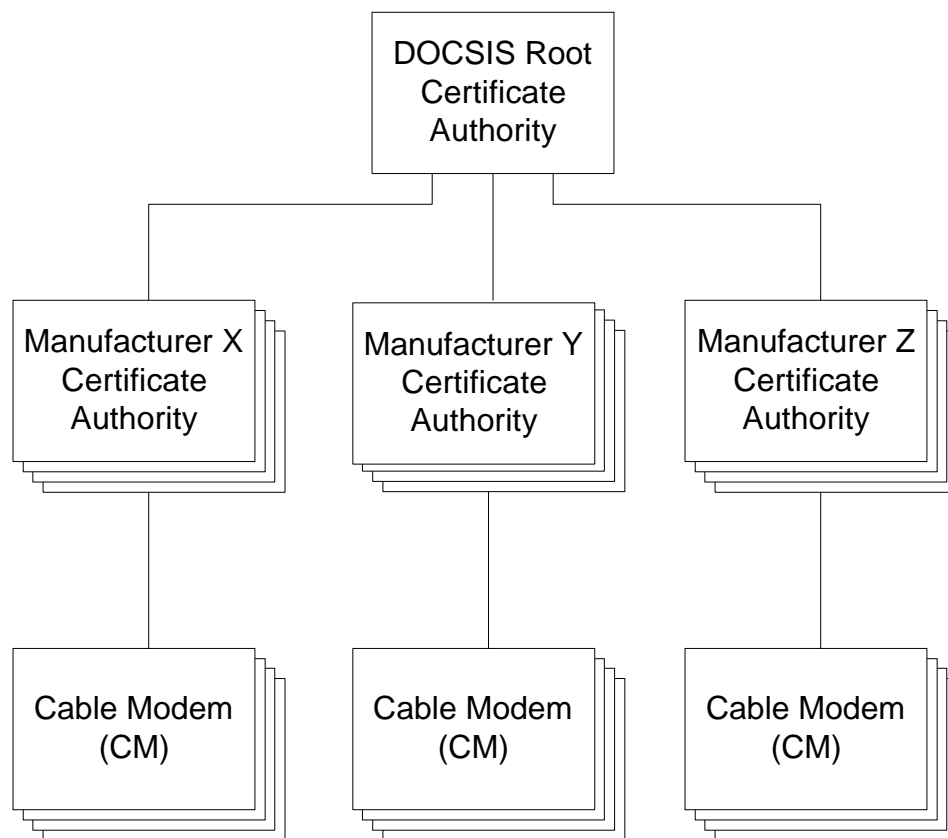 DOCSIS Root
Certificate
Authority
Manufacturer X
Certificate
Authority
Manufacturer Y
Certificate
Authority
Manufacturer Z
Certificate
Authority
Cable Modem
(CM)
Cable Modem
(CM)
Cable Modem
(CM)